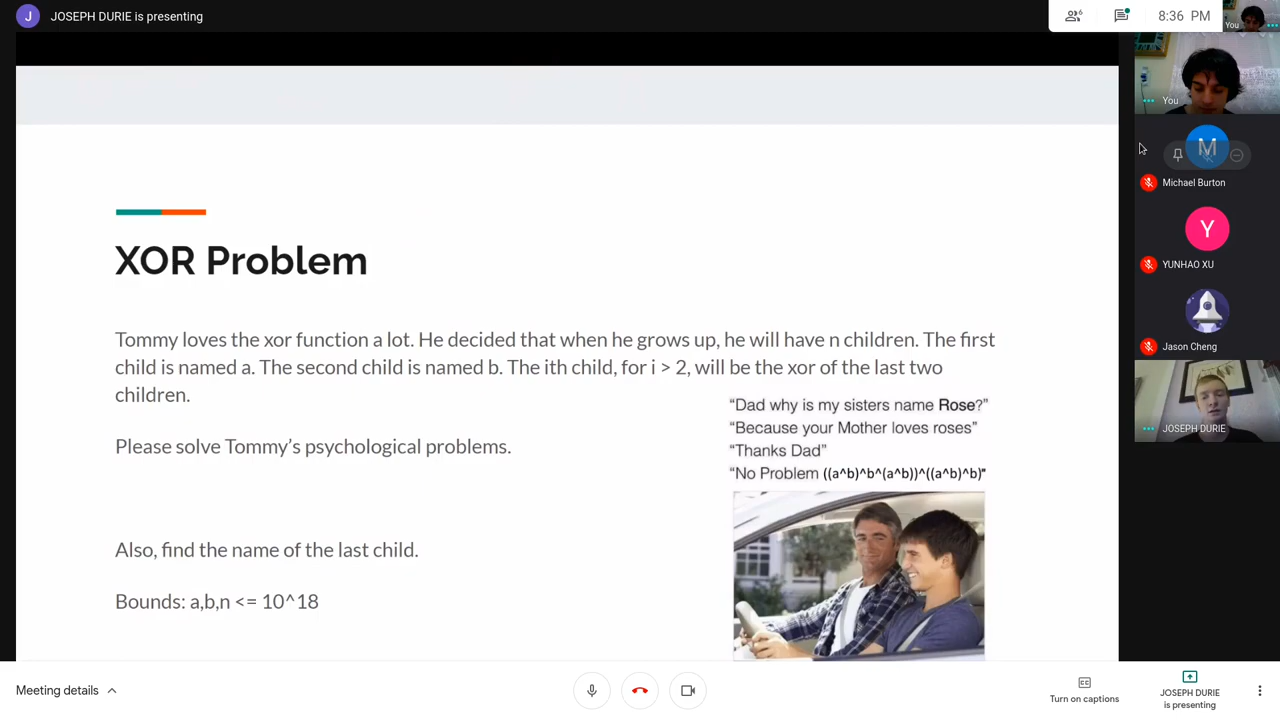 J JOSEPH DURIE is presenting
6
8:36 PM
You
You
M
Michael Burton
Y
YUNHAO XU
Jason Cheng
JOSEPH DURIE
XOR Problem
Tommy loves the xor function a lot. He decided that when he grows up, he will have n children. The first
child is named a. The second child is named b. The ith child, for i > 2, will be the xor of the last two
children.
Please solve Tommy's psychological problems.
Also, find the name of the last child.
Bounds: a,b,n <= 10^18
“Dad why is my sisters name Rose?”
“Because your Mother loves roses”
“Thanks Dad”
“No Problem ((a^b)^b^(a^b))^((a^b)^b)"
Meeting details
Turn on captions
JOSEPH DURIE
is presenting